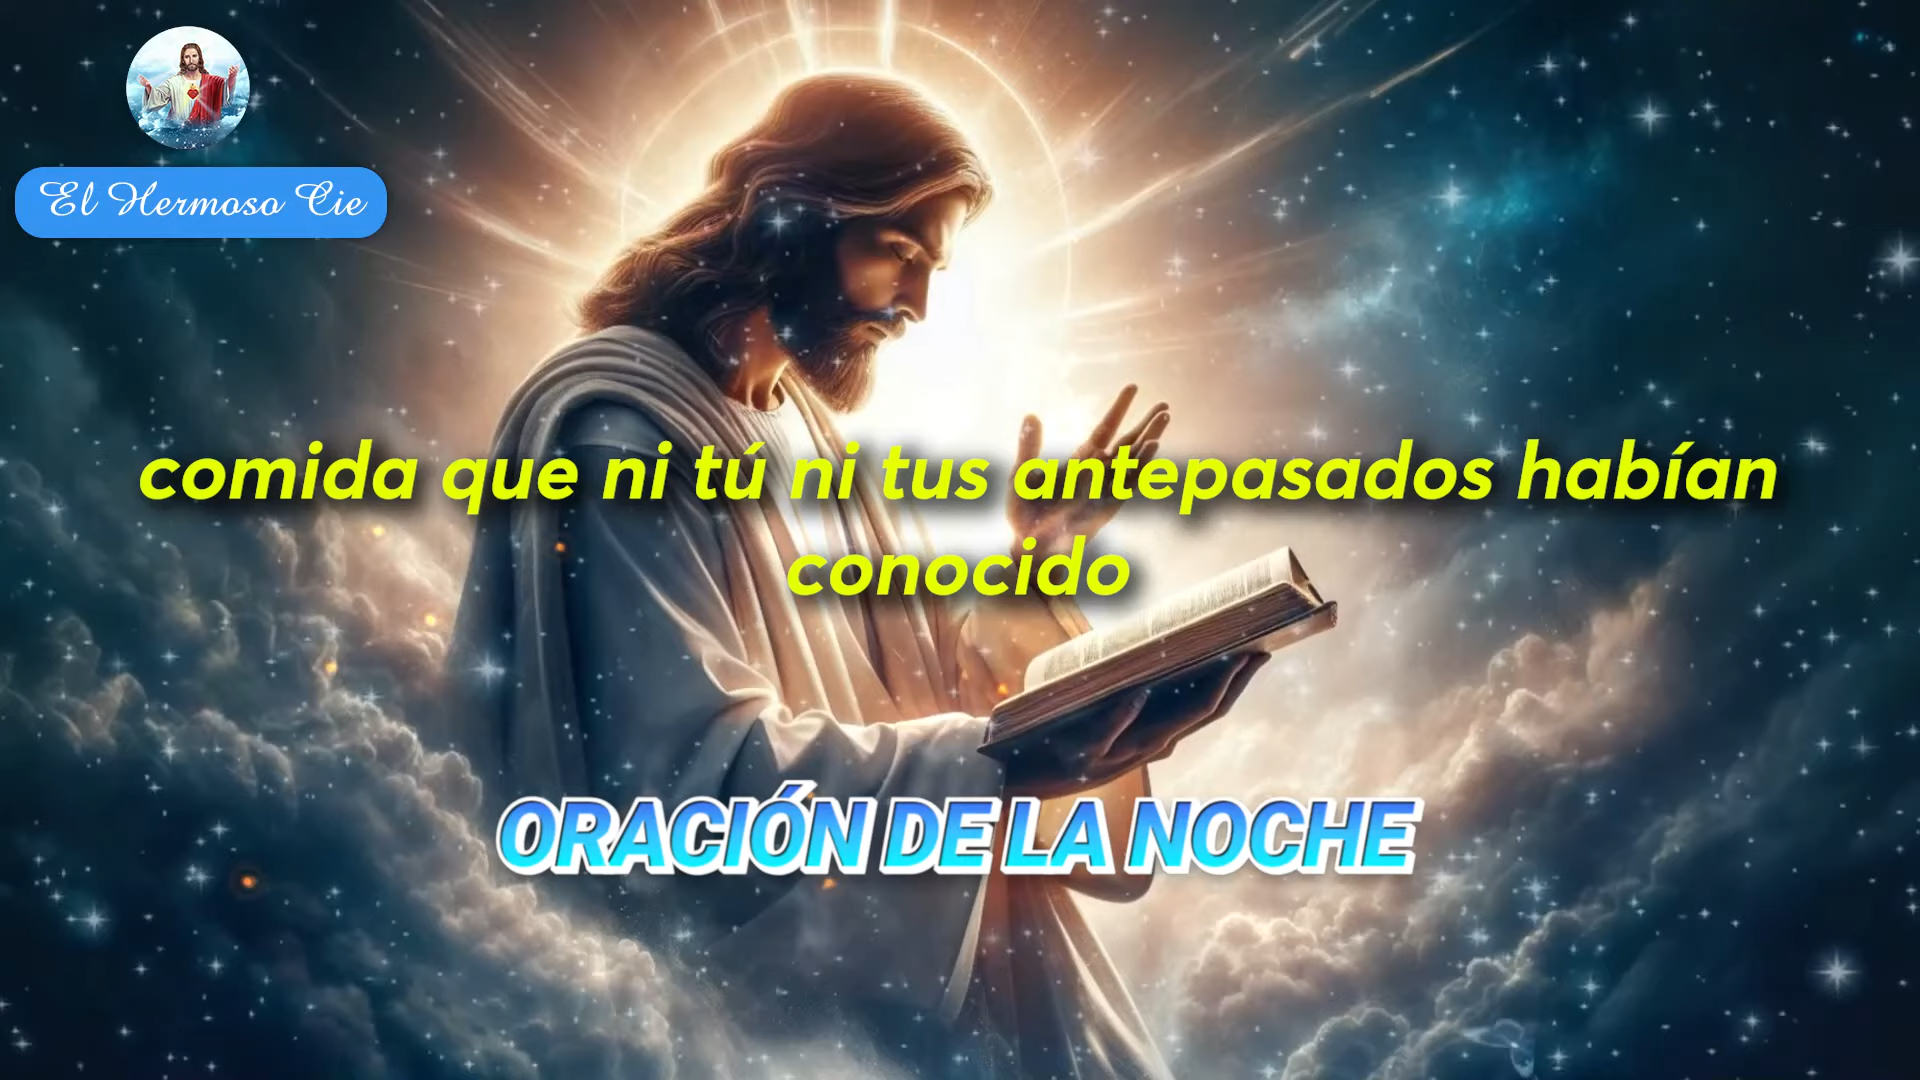 El Hermoso Cie
comida que ni tú ni tus antepasados habían
conocido
ORACIÓN DE LA NOCHE